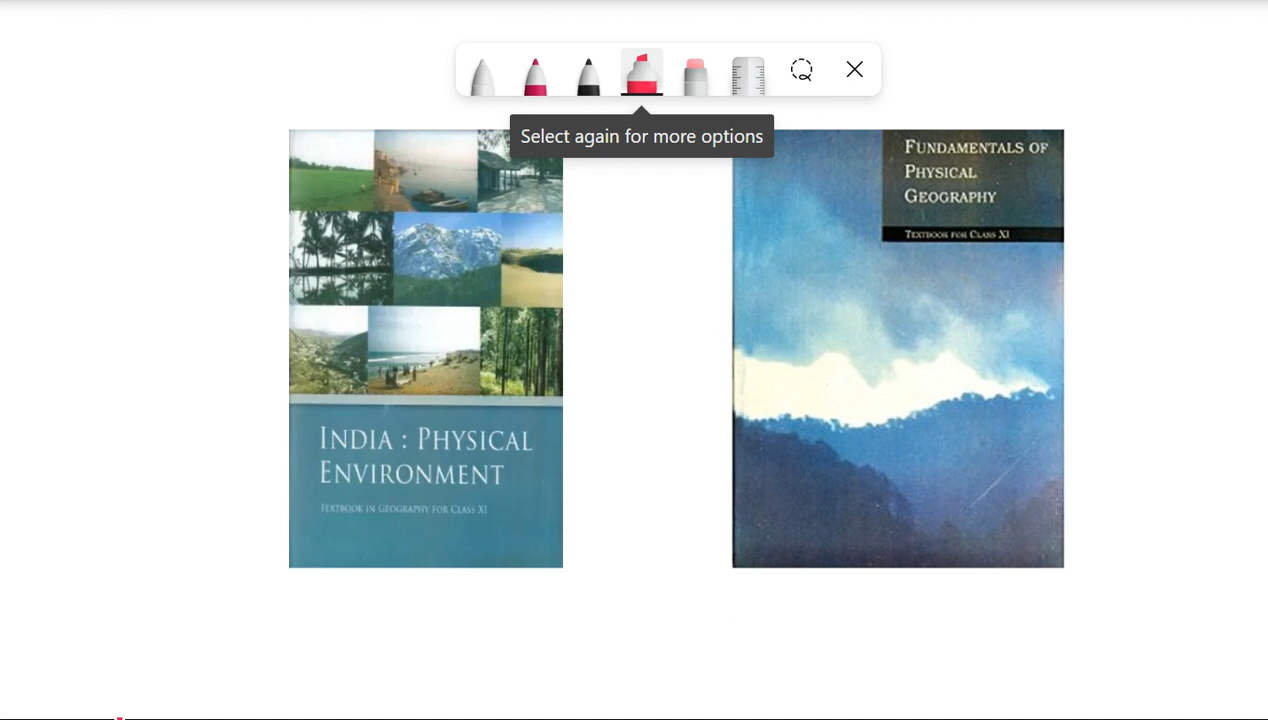 Select again for more options
INDIA : PHYSICAL
ENVIRONMENT
TEXTBOOK IN GEOGRAPHY FOR CLASS XI
FUNDAMENTALS OF
PHYSICAL
GEOGRAPHY
TEXTBOOK FOR CLASS XI